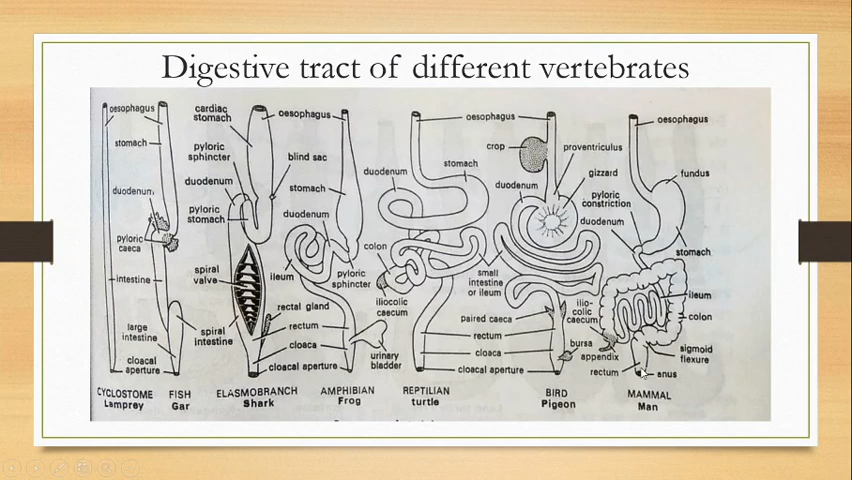 Digestive tract of different vertebrates
oesophagus
stomach
duodenum
pyloric
caeca
intestine
large
intestine
cloacal
aperture
CYCLOSTOME
Lamprey
FISH
Gar
cardiac
stomach
pyloric
sphincter
duodenum
pyloric
stomach
spiral
valve
spiral
intestine
blind sac
rectal gland
rectum
cloaca
cloacal aperture
ELASMOBRANCH
Shark
oesophagus
stomach
duodenum
ileum
pyloric
sphincter
urinary
bladder
AMPHIBIAN
Frog
oesophagus
duodenum
stomach
colon
iliocolic
caecum
small
intestine
or ileum
paired caeca
rectum
cloaca
cloacal aperture
REPTILIAN
turtle
crop
proventriculus
gizzard
duodenum
bursa
BIRD
Pigeon
oesophagus
fundus
pyloric
constriction
duodenum
stomach
ileum
colon
ilio-
colic
caecum
appendix
sigmoid
flexure
rectum
anus
MAMMAL
Man